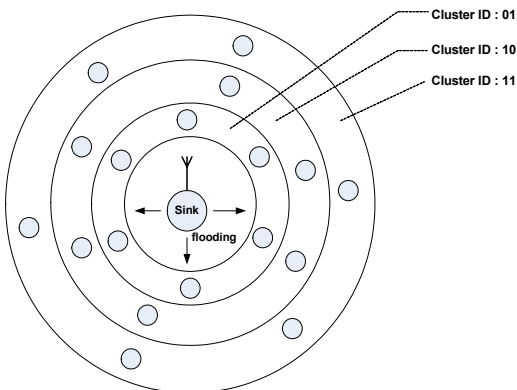 Cluster ID : 01
Cluster ID : 10
Cluster ID : 11
Sink
flooding